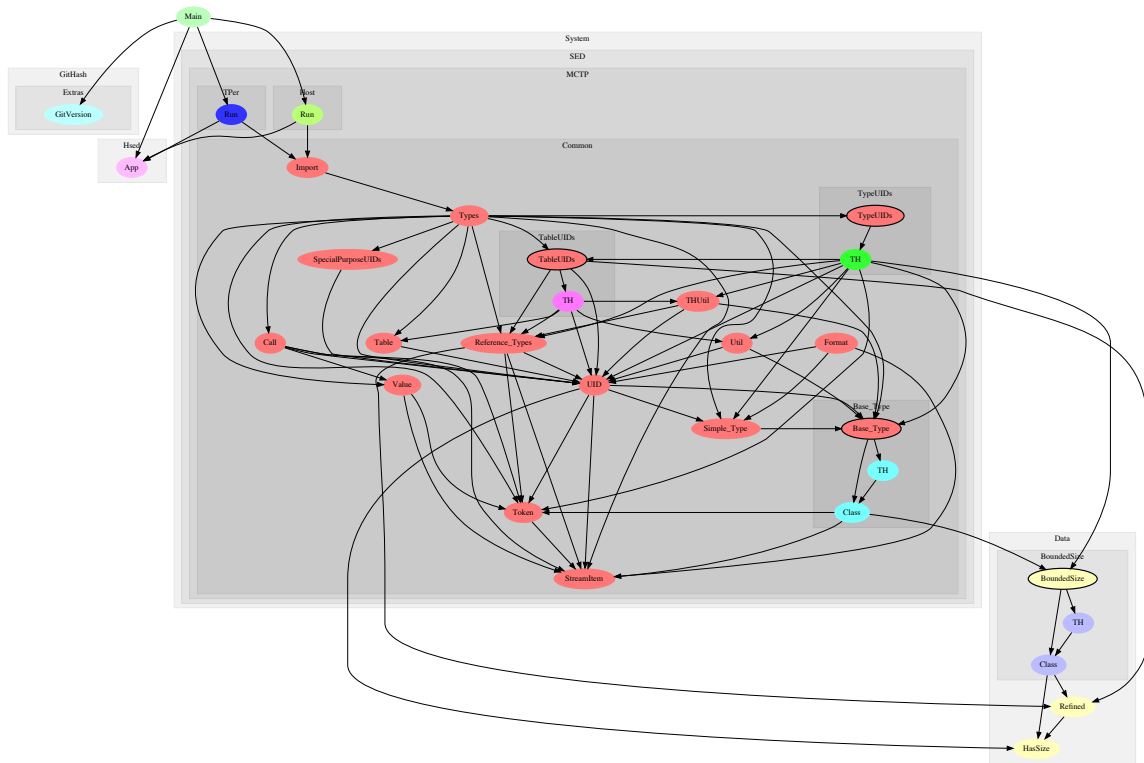 Main
System
SED
GitHash
MCTP
Extras
TPer
Host
GitVersion
Run
Run
Hsed
Common
App
Import
TypeUIDs
Types
TypeUIDs
TableUIDs
SpecialPurposeUIDs
TableUIDs
TH
TH
THUtil
Call
Table
Reference_Types
Util
Format
Value
UID
Base_Type
Simple_Type
Base_Type
TH
Token
Class
Data
BoundedSize
StreamItem
BoundedSize
TH
Class
Refined
HasSize